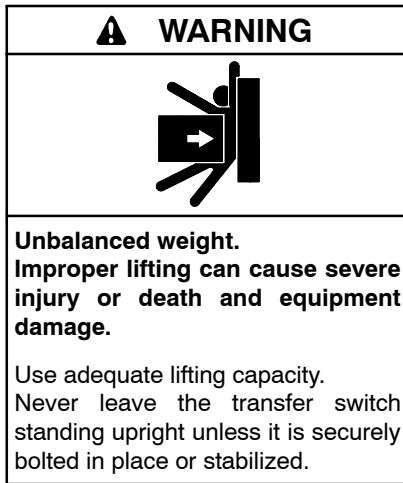 WARNING
Unbalanced weight.
Improper lifting can cause severe
injury or death and equipment
damage.
Use adequate lifting capacity.
Never leave the transfer switch
standing upright unless it is securely
bolted in place or stabilized.